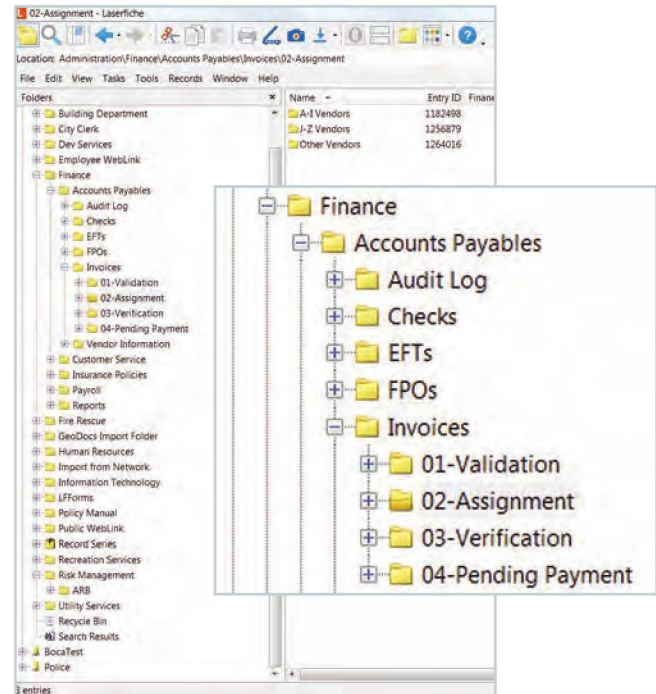 02-Assignment - Laserfiche
Location: Administration\Finance\Accounts Payables\Invoices\02-Assignment
File Edit View Tasks Tools Records Window Help
Folders
Name Entry ID
Building Department
City Clerk
Dev Services
Employee WebLink
Finance
Accounts Payables
Audit Log
Checks
EFTs
FPOs
Invoices
01-Validation
02-Assignment
03-Verification
04-Pending Payment
Vendor Information
Customer Service
Insurance Policies
Payroll
Reports
Fire Rescue
GeoDocs Import Folder
Human Resources
Import from Network
Information Technology
LFForms
Policy Manual
Public WebLink
Record Series
Recreation Services
Risk Management
ARB
Utility Services
Recycle Bin
Search Results
BocaTest
Police
3 entries
A-I Vendors 1182498
J-Z Vendors 1256879
Other Vendors 1264016
Finance
Accounts Payables
Audit Log
Checks
EFTs
FPOs
Invoices
01-Validation
02-Assignment
03-Verification
04-Pending Payment